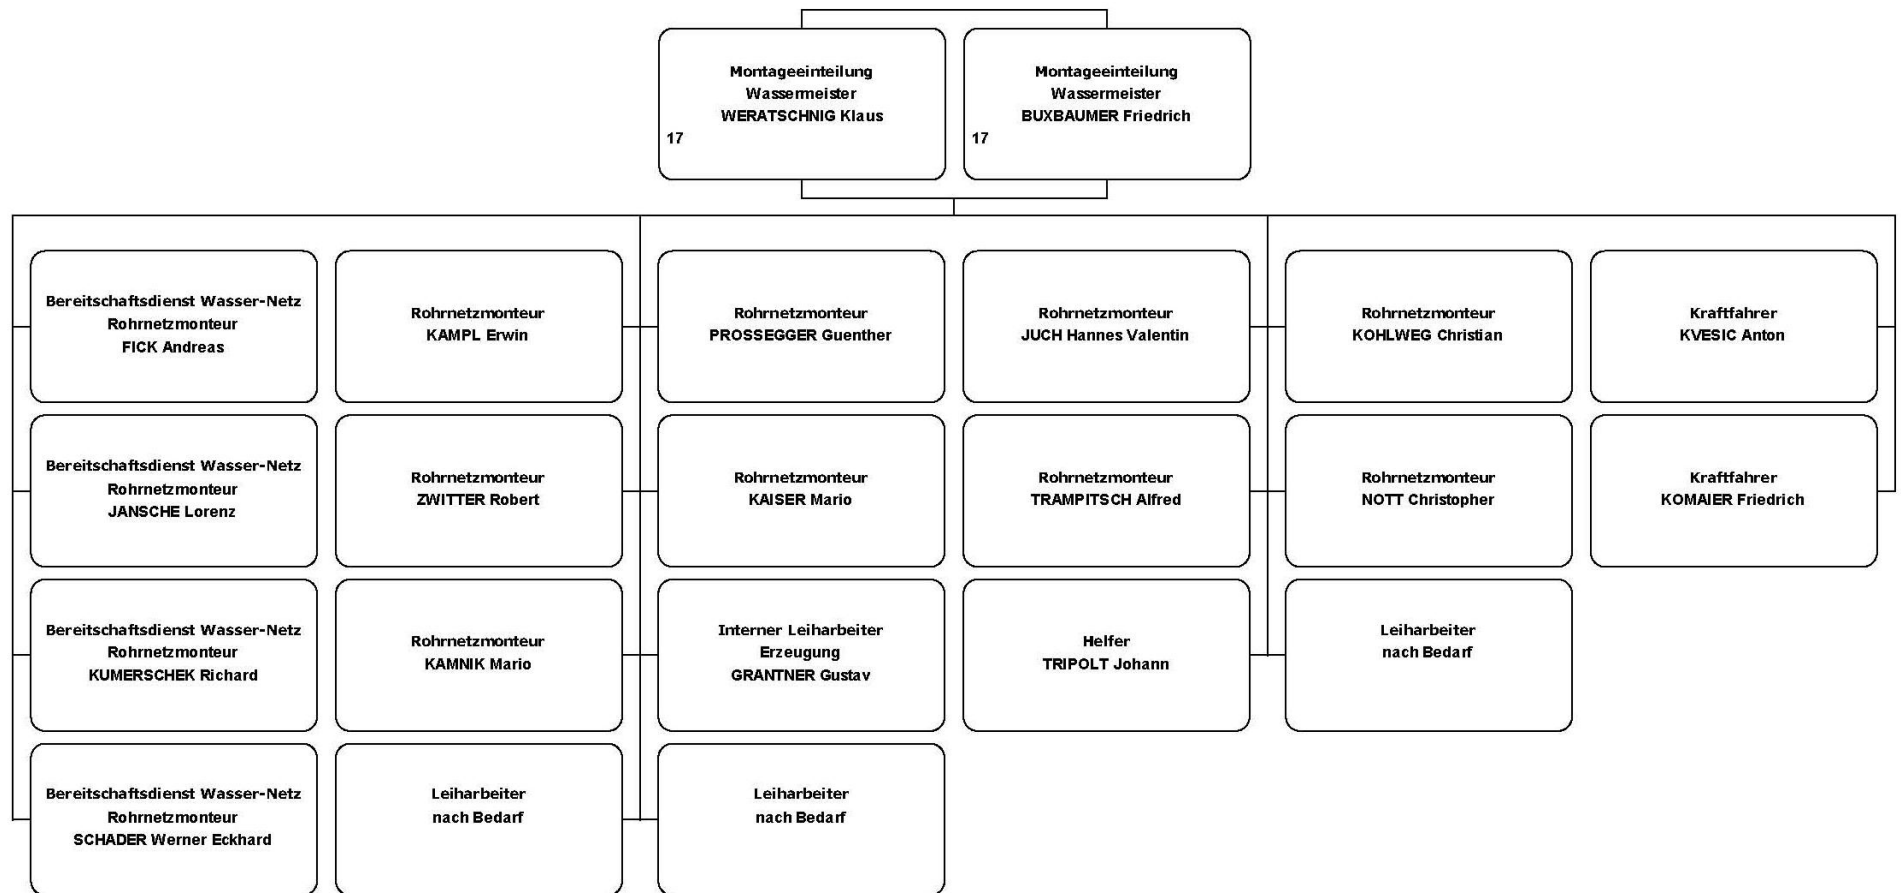 Montageeinteilung
Wassermeister
WERATSCHNIG Klaus
17
Montageeinteilung
Wassermeister
BUXBAUMER Friedrich
17
Bereitschaftsdienst Wasser-Netz
Rohrnetzmonteur
FICK Andreas
Rohrnetzmonteur
KAMPL Erwin
Rohrnetzmonteur
PROSSEGGER Guenther
Rohrnetzmonteur
JUCH Hannes Valentin
Rohrnetzmonteur
KOHLWEG Christian
Kraftfahrer
KVESIC Anton
Bereitschaftsdienst Wasser-Netz
Rohrnetzmonteur
JANSCHE Lorenz
Rohrnetzmonteur
ZWITTER Robert
Rohrnetzmonteur
KAISER Mario
Rohrnetzmonteur
TRAMPITSCH Alfred
Rohrnetzmonteur
NOTT Christopher
Kraftfahrer
KOMAIER Friedrich
Bereitschaftsdienst Wasser-Netz
Rohrnetzmonteur
KUMERSCHEK Richard
Rohrnetzmonteur
KAMNIK Mario
Interner Leiharbeiter
Erzeugung
GRANTNER Gustav
Helfer
TRIPOLT Johann
Leiharbeiter
nach Bedarf
Bereitschaftsdienst Wasser-Netz
Rohrnetzmonteur
SCHADER Werner Eckhard
Leiharbeiter
nach Bedarf
Leiharbeiter
nach Bedarf